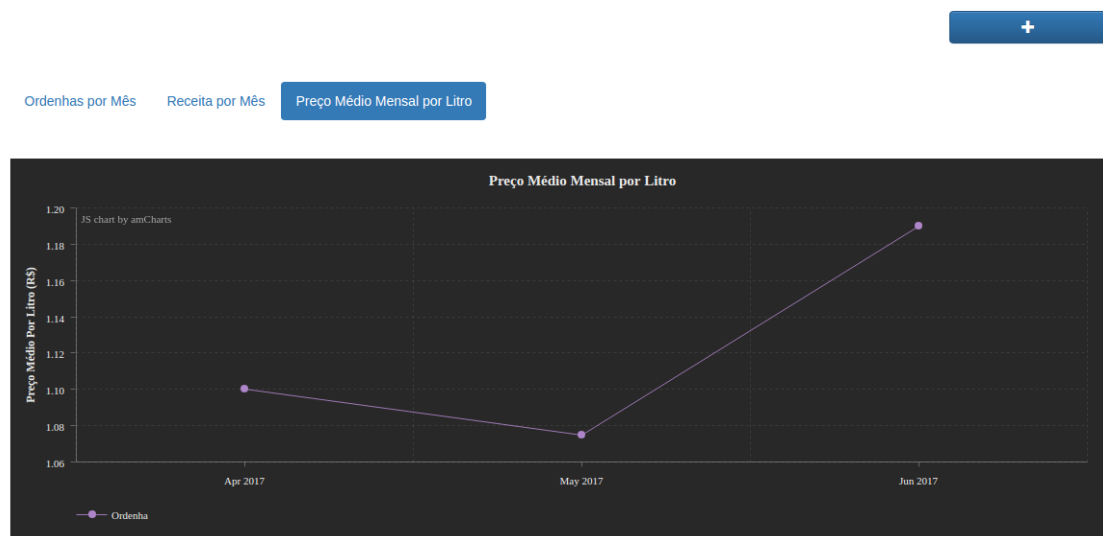 Ordenhas por Mês Receita por Mês Preço Médio Mensal por Litro
Preço Médio Mensal por Litro
JS chart by amCharts
Preço Médio Por Litro (R$)
1.20
1.18
1.16
1.14
1.12
1.10
1.08
1.06
Apr 2017 May 2017 Jun 2017
Ordenha